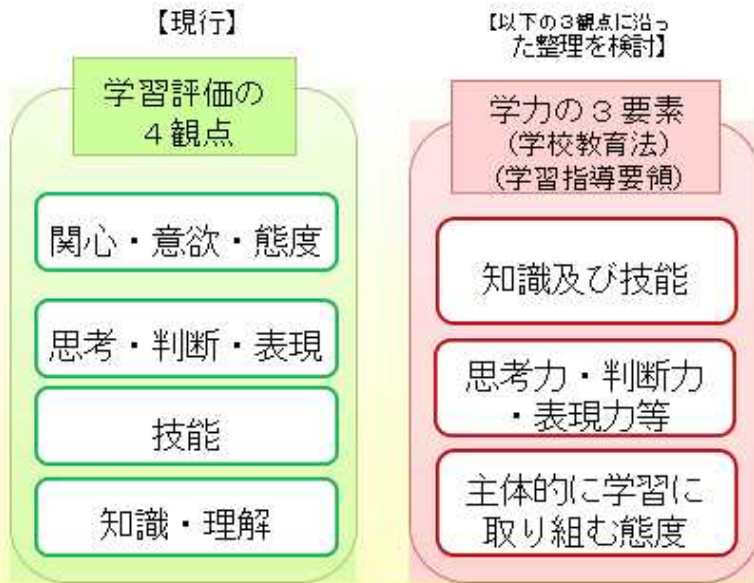 【現行】
学習評価の
４観点
関心・意欲・態度
思考・判断・表現
技能
知識・理解
【以下の３観点に沿っ
た整理を検討】
学力の３要素
(学校教育法)
(学習指導要領)
知識及び技能
思考力・判断力
・表現力等
主体的に学習に
取り組む態度